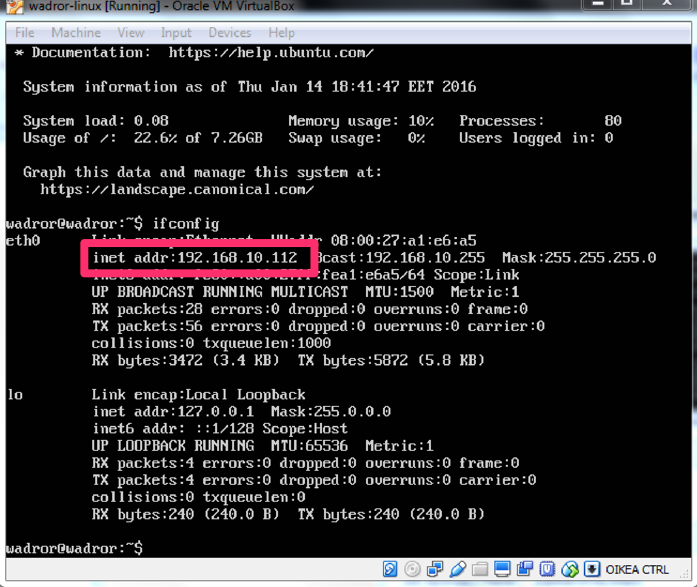 wadror-linux [Running] - Oracle VM VirtualBox
File Machine View Input Devices Help
* Documentation: https://help.ubuntu.com/
System information as of Thu Jan 14 18:41:47 EET 2016
System load: 0.08 Memory usage: 10% Processes: 80
Usage of /: 22.6% of 7.26GB Swap usage: 0% Users logged in: 0
Graph this data and manage this system at:
https://landscape.canonical.com/
wadror@wadror:~$ ifconfig
eth0 Link encap:Ethernet HWaddr 08:00:27:a1:e6:a5
inet addr:192.168.10.112 Bcast:192.168.10.255 Mask:255.255.255.0
inet6 addr: :fea1:e6a5/64 Scope:Link
UP BROADCAST RUNNING MULTICAST MTU:1500 Metric:1
RX packets:28 errors:0 dropped:0 overruns:0 frame:0
TX packets:56 errors:0 dropped:0 overruns:0 carrier:0
collisions:0 txqueuelen:1000
RX bytes:3472 (3.4 KB) TX bytes:5872 (5.8 KB)
lo Link encap:Local Loopback
inet addr:127.0.0.1 Mask:255.0.0.0
inet6 addr: ::1/128 Scope:Host
UP LOOPBACK RUNNING MTU:65536 Metric:1
RX packets:4 errors:0 dropped:0 overruns:0 frame:0
TX packets:4 errors:0 dropped:0 overruns:0 carrier:0
collisions:0 txqueuelen:0
RX bytes:240 (240.0 B) TX bytes:240 (240.0 B)
wadror@wadror:~$
OIKEA CTRL